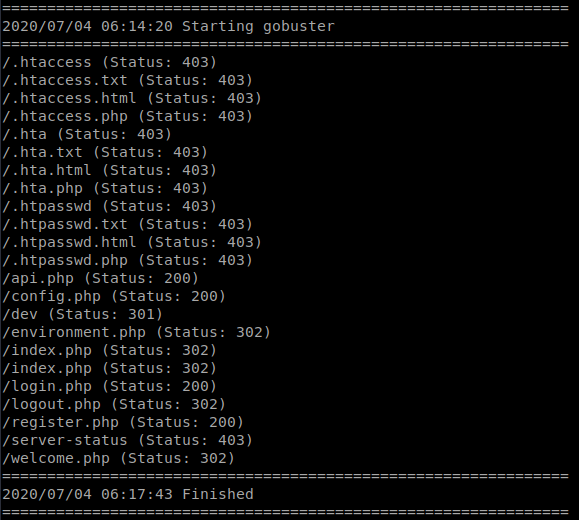 ===============================================================
2020/07/04 06:14:20 Starting gobuster
===============================================================
/.htaccess (Status: 403)
/.htaccess.txt (Status: 403)
/.htaccess.html (Status: 403)
/.htaccess.php (Status: 403)
/.hta (Status: 403)
/.hta.txt (Status: 403)
/.hta.html (Status: 403)
/.hta.php (Status: 403)
/.htpasswd (Status: 403)
/.htpasswd.txt (Status: 403)
/.htpasswd.html (Status: 403)
/.htpasswd.php (Status: 403)
/api.php (Status: 200)
/config.php (Status: 200)
/dev (Status: 301)
/environment.php (Status: 302)
/index.php (Status: 302)
/index.php (Status: 302)
/login.php (Status: 200)
/logout.php (Status: 302)
/register.php (Status: 200)
/server-status (Status: 403)
/welcome.php (Status: 302)
===============================================================
2020/07/04 06:17:43 Finished
===============================================================